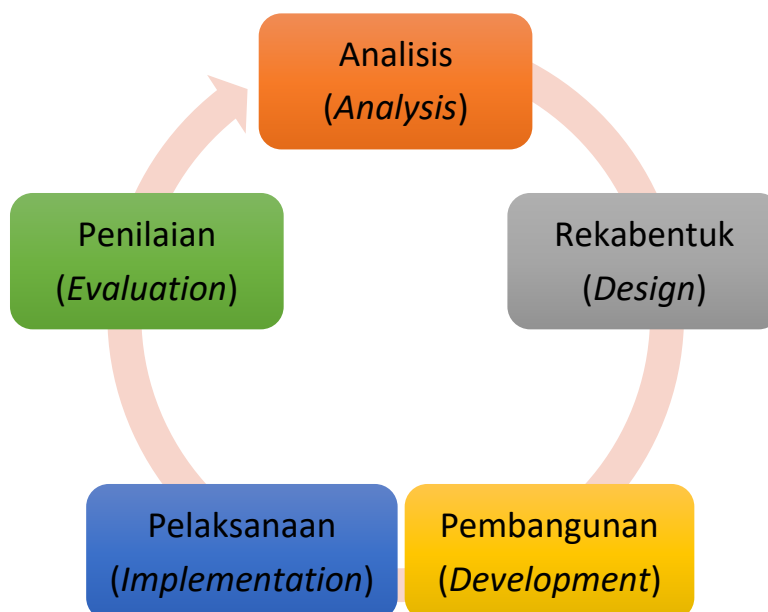 Analisis
(Analysis)
Rekabentuk
(Design)
Pembangunan
(Development)
Pelaksanaan
(Implementation)
Penilaian
(Evaluation)